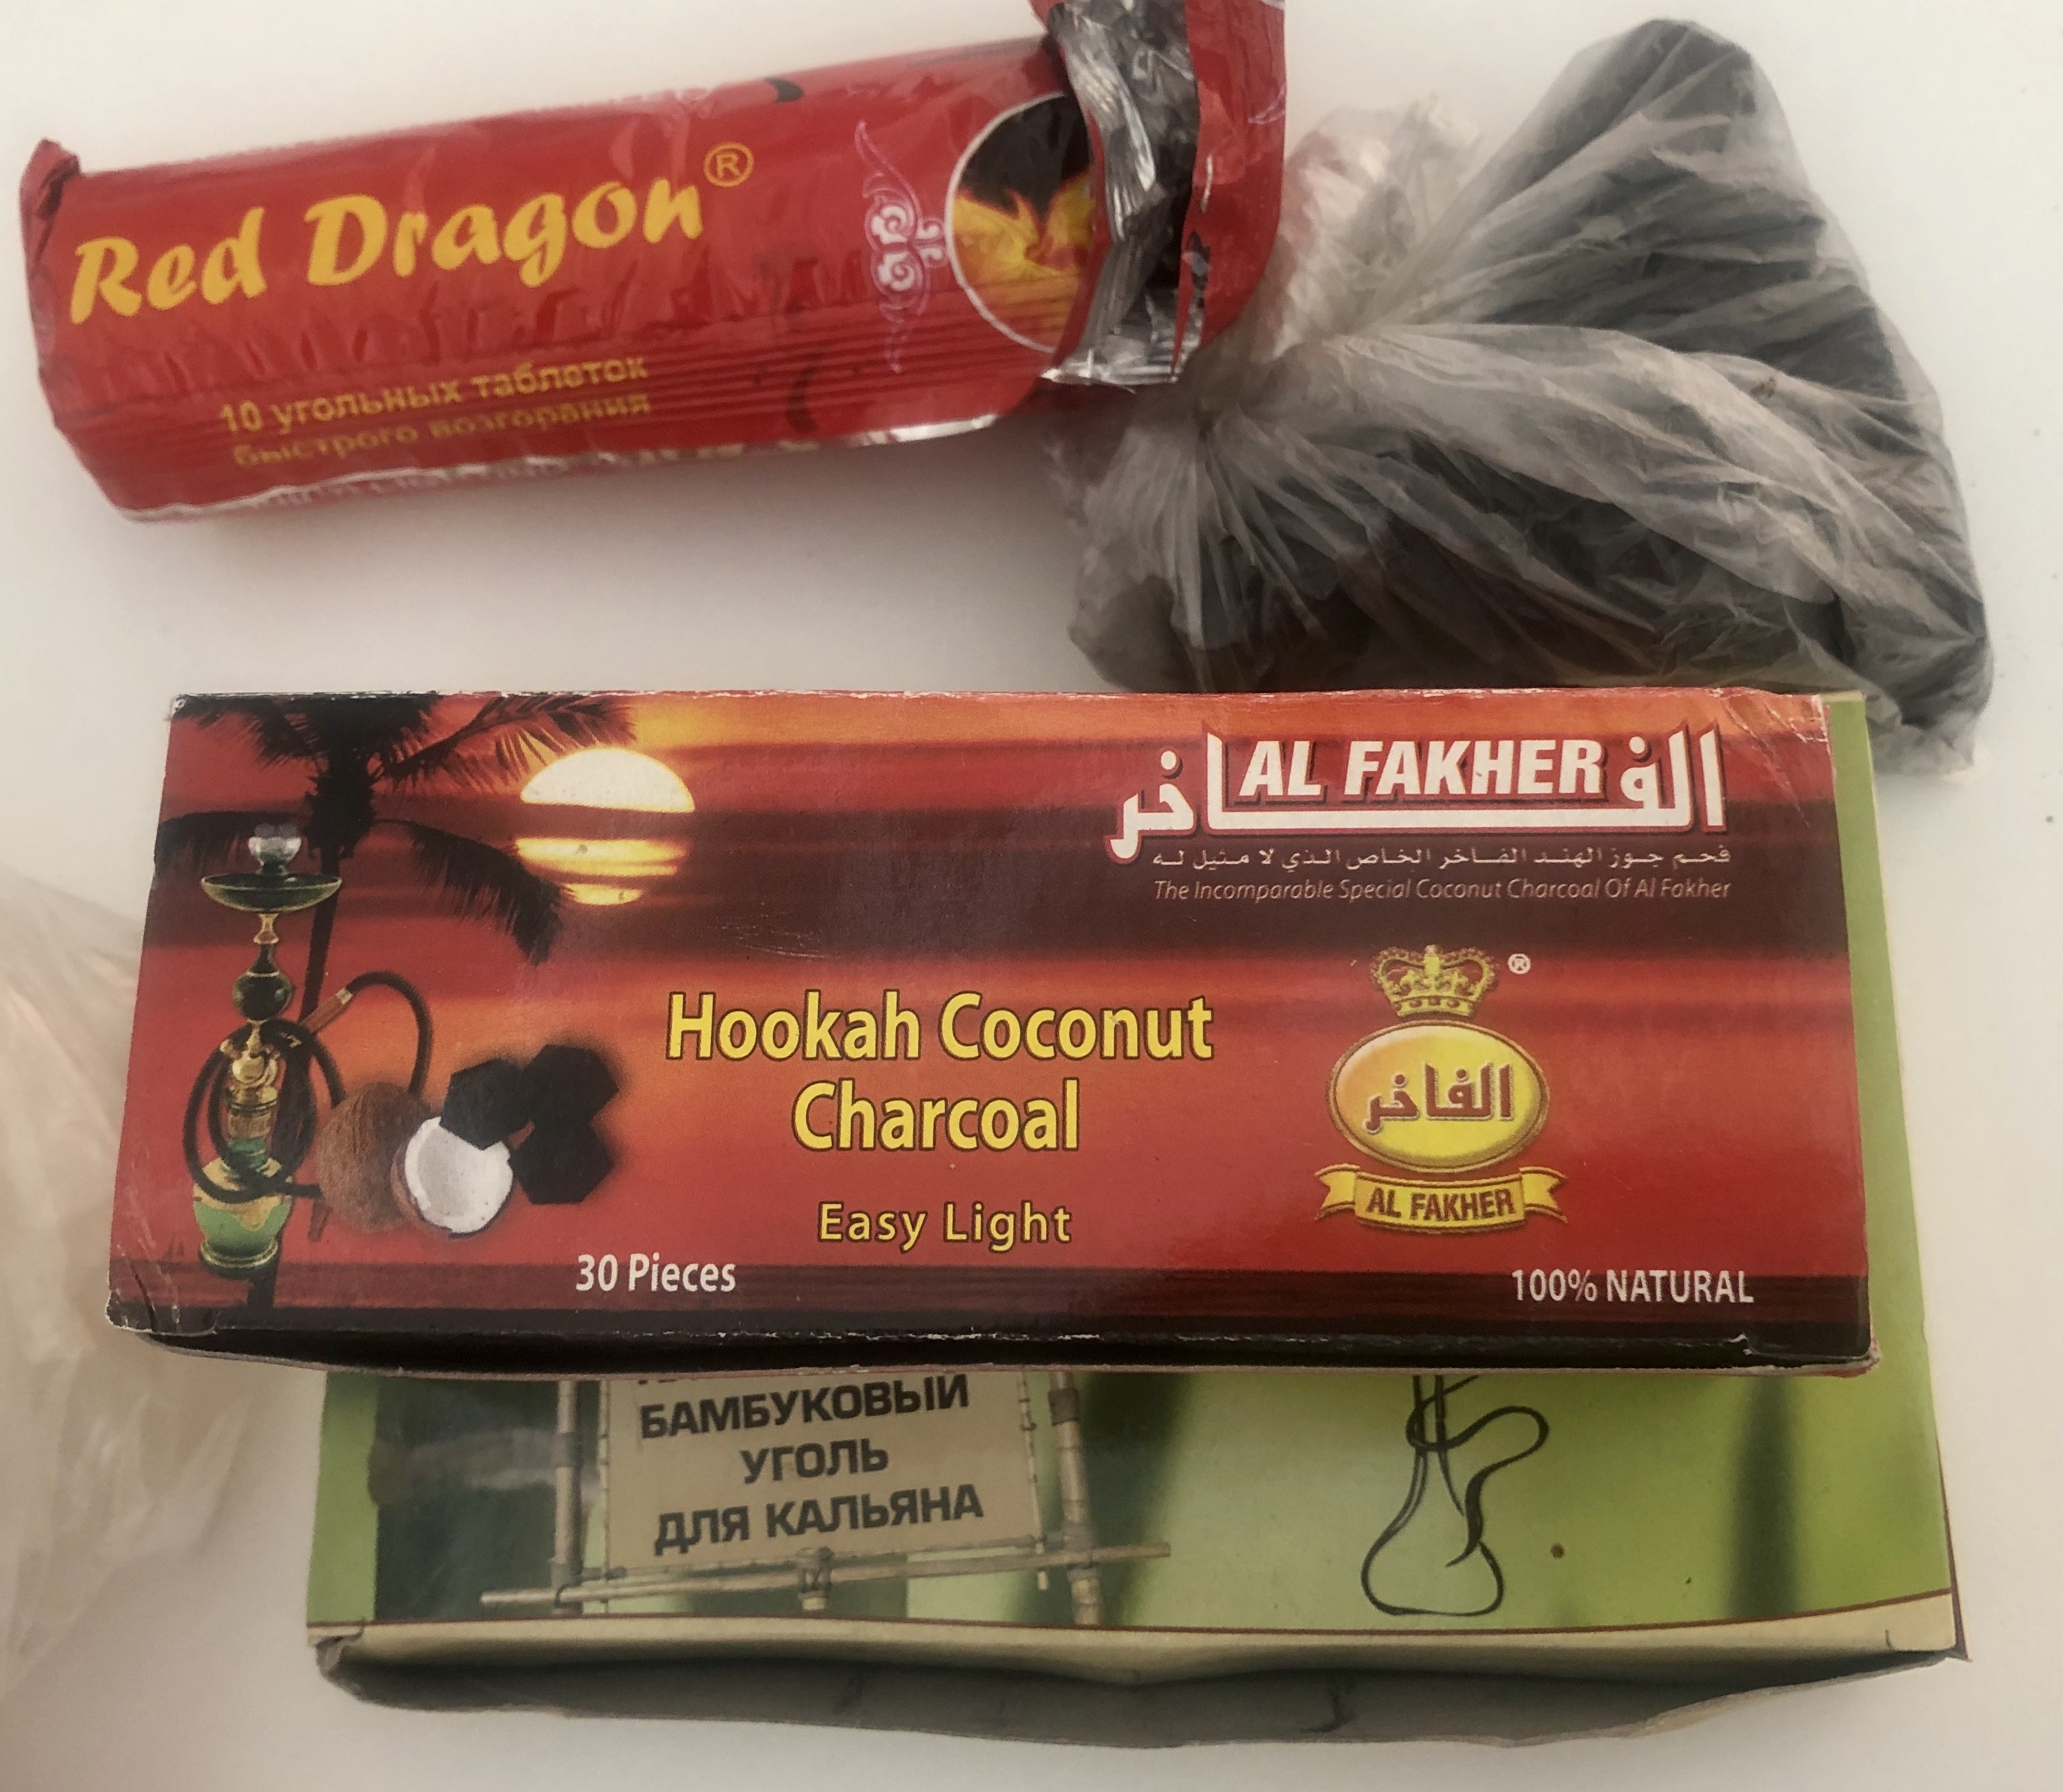 Red Dragon®
10 угольных таблеток
быстрого возгорания
الفاخر
AL FAKHER
فحم جوز الهند الفاخر الخاص الذي لا مثيل له
The Incomparable Special Coconut Charcoal Of Al Fakher
®
Hookah Coconut
Charcoal
الفاخر
AL FAKHER
Easy Light
30 Pieces
100% NATURAL
БАМБУКОВЫЙ
УГОЛЬ
ДЛЯ КАЛЬЯНА